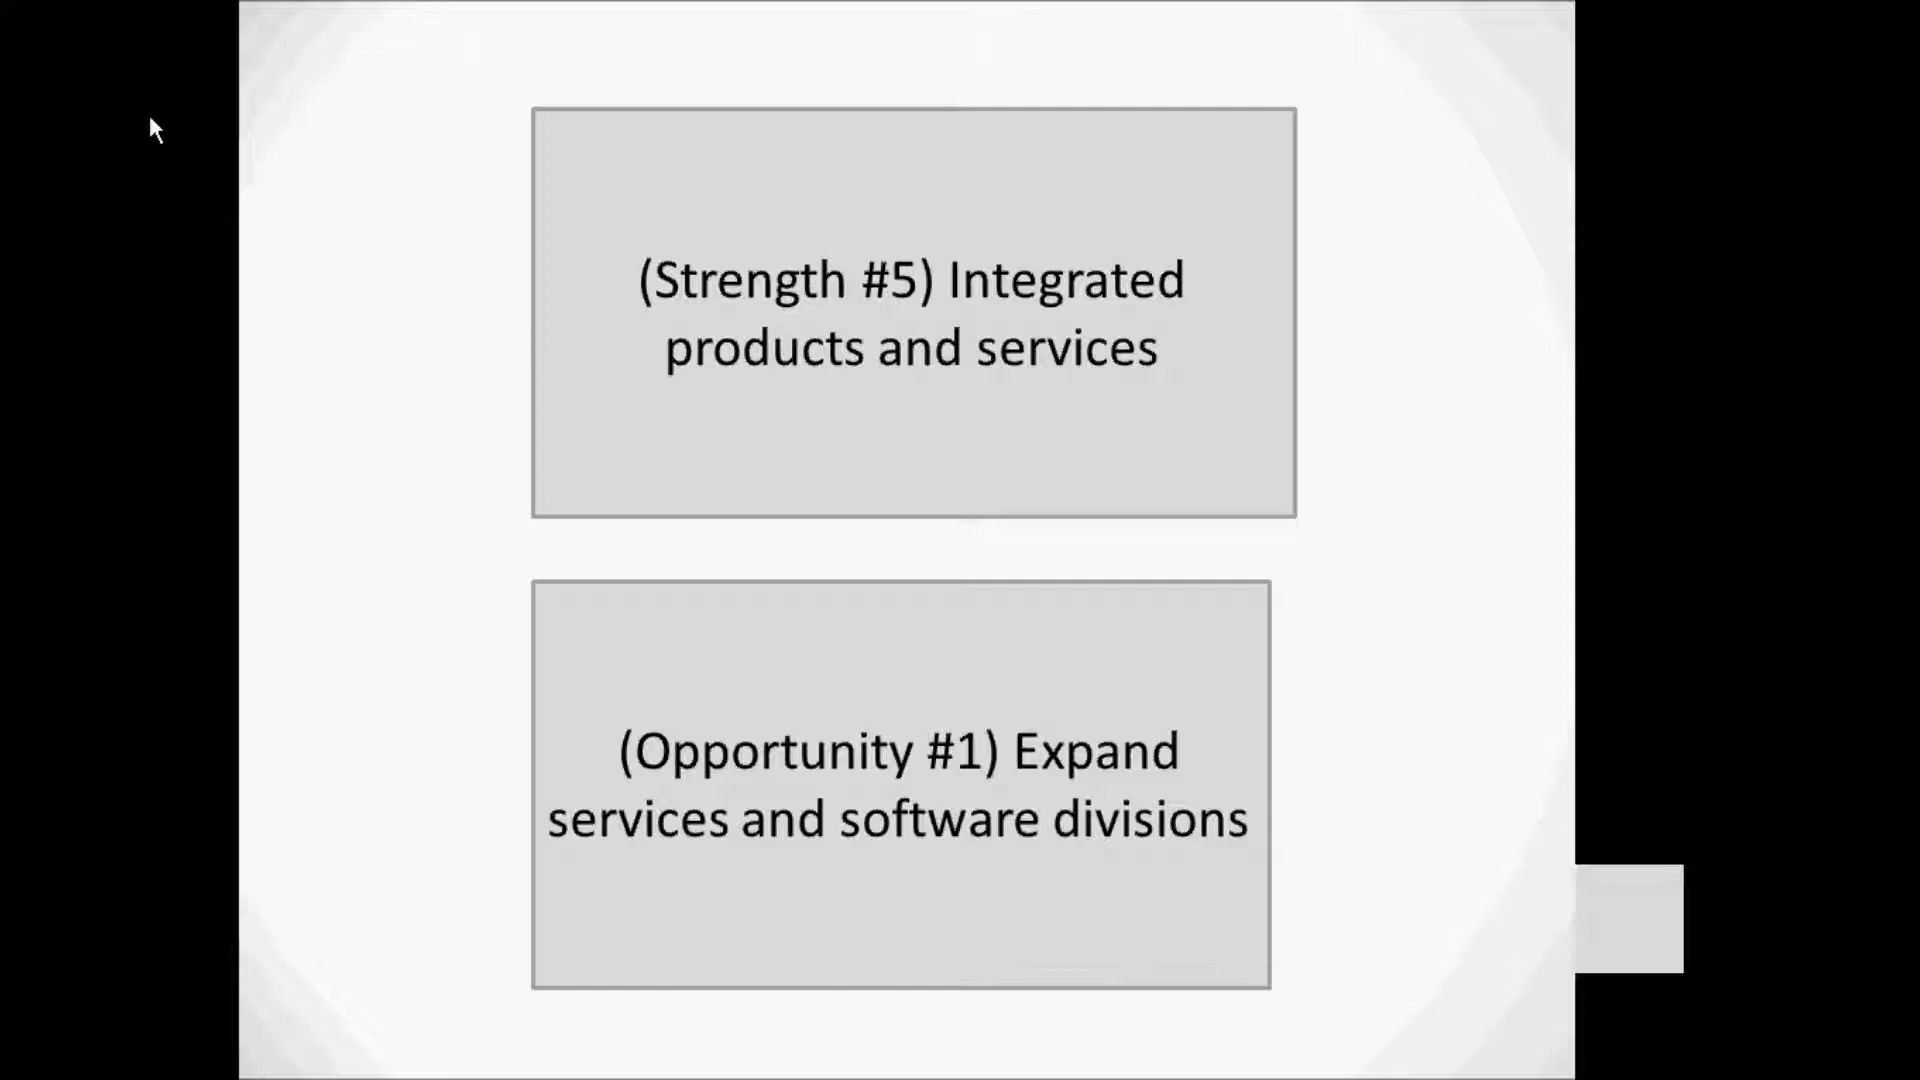 (Strength #5) Integrated
products and services
(Opportunity #1) Expand
services and software divisions